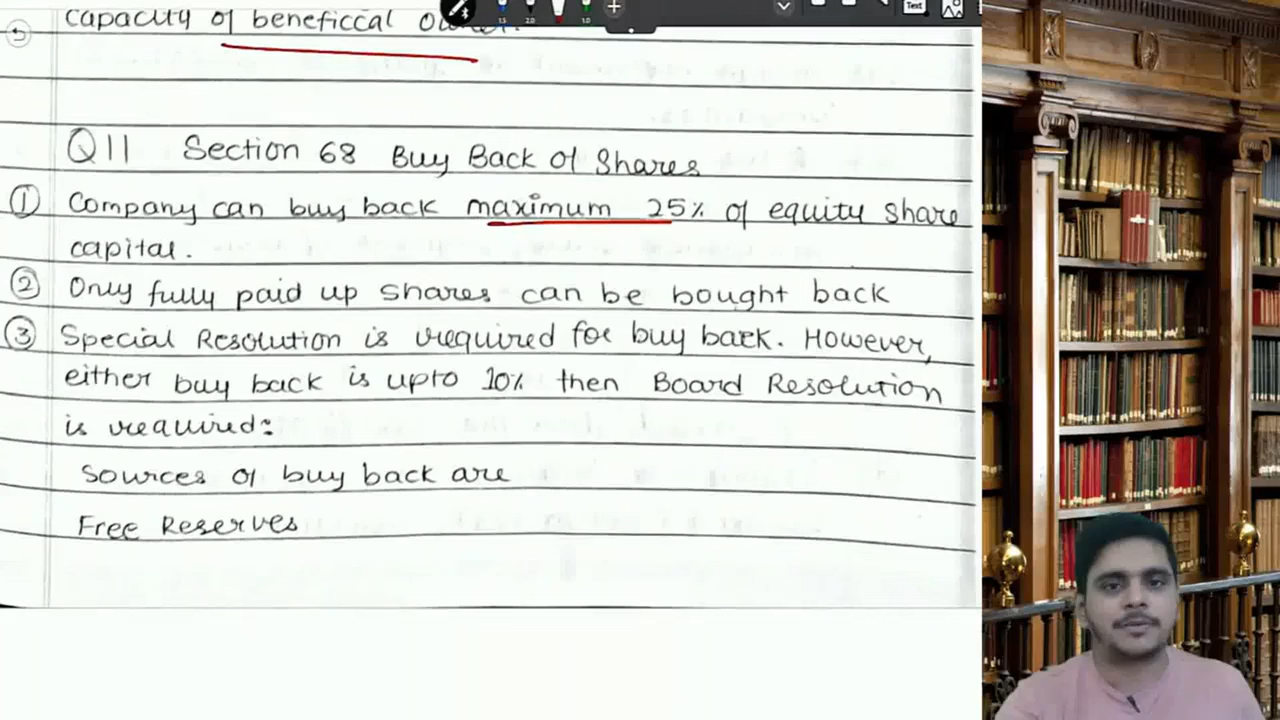 capacity of beneficcal
Q11 Section 68 Buy Back Of Shares
① Company can buy back maximum 25% of equity share
capital.
② Only fully paid up shares can be bought back
③ Special Resolution is required for buy back. However,
either buy back is upto 10% then Board Resolution
is required:
Sources of buy back are
Free Reserves